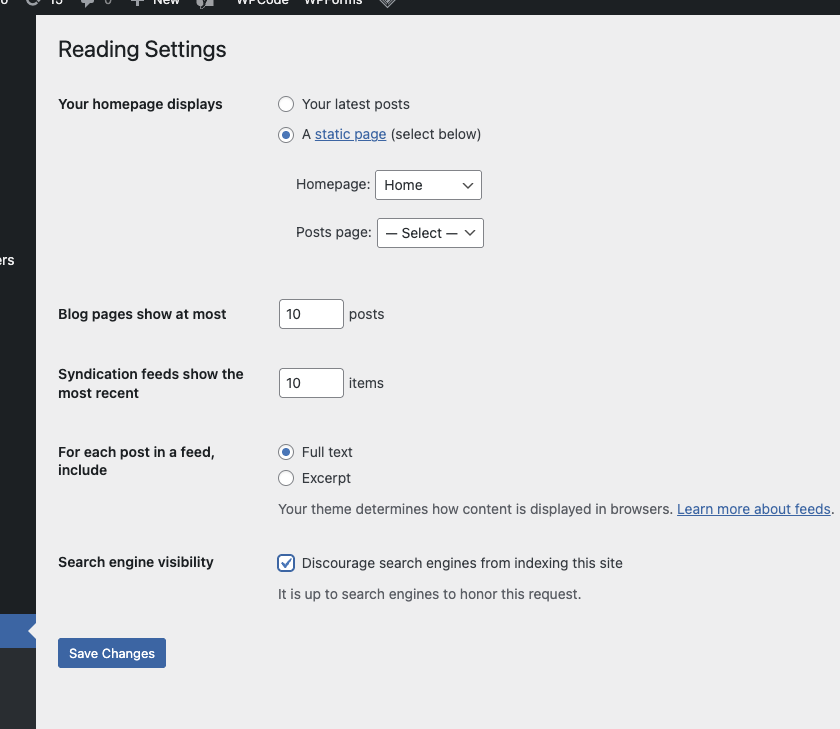 15
0
New
WPCode
WPForms
Reading Settings
Your homepage displays
Your latest posts
A static page (select below)
Homepage: Home
Posts page: — Select —
Blog pages show at most
10 posts
Syndication feeds show the
most recent
10 items
For each post in a feed,
include
Full text
Excerpt
Your theme determines how content is displayed in browsers. Learn more about feeds.
Search engine visibility
Discourage search engines from indexing this site
It is up to search engines to honor this request.
Save Changes